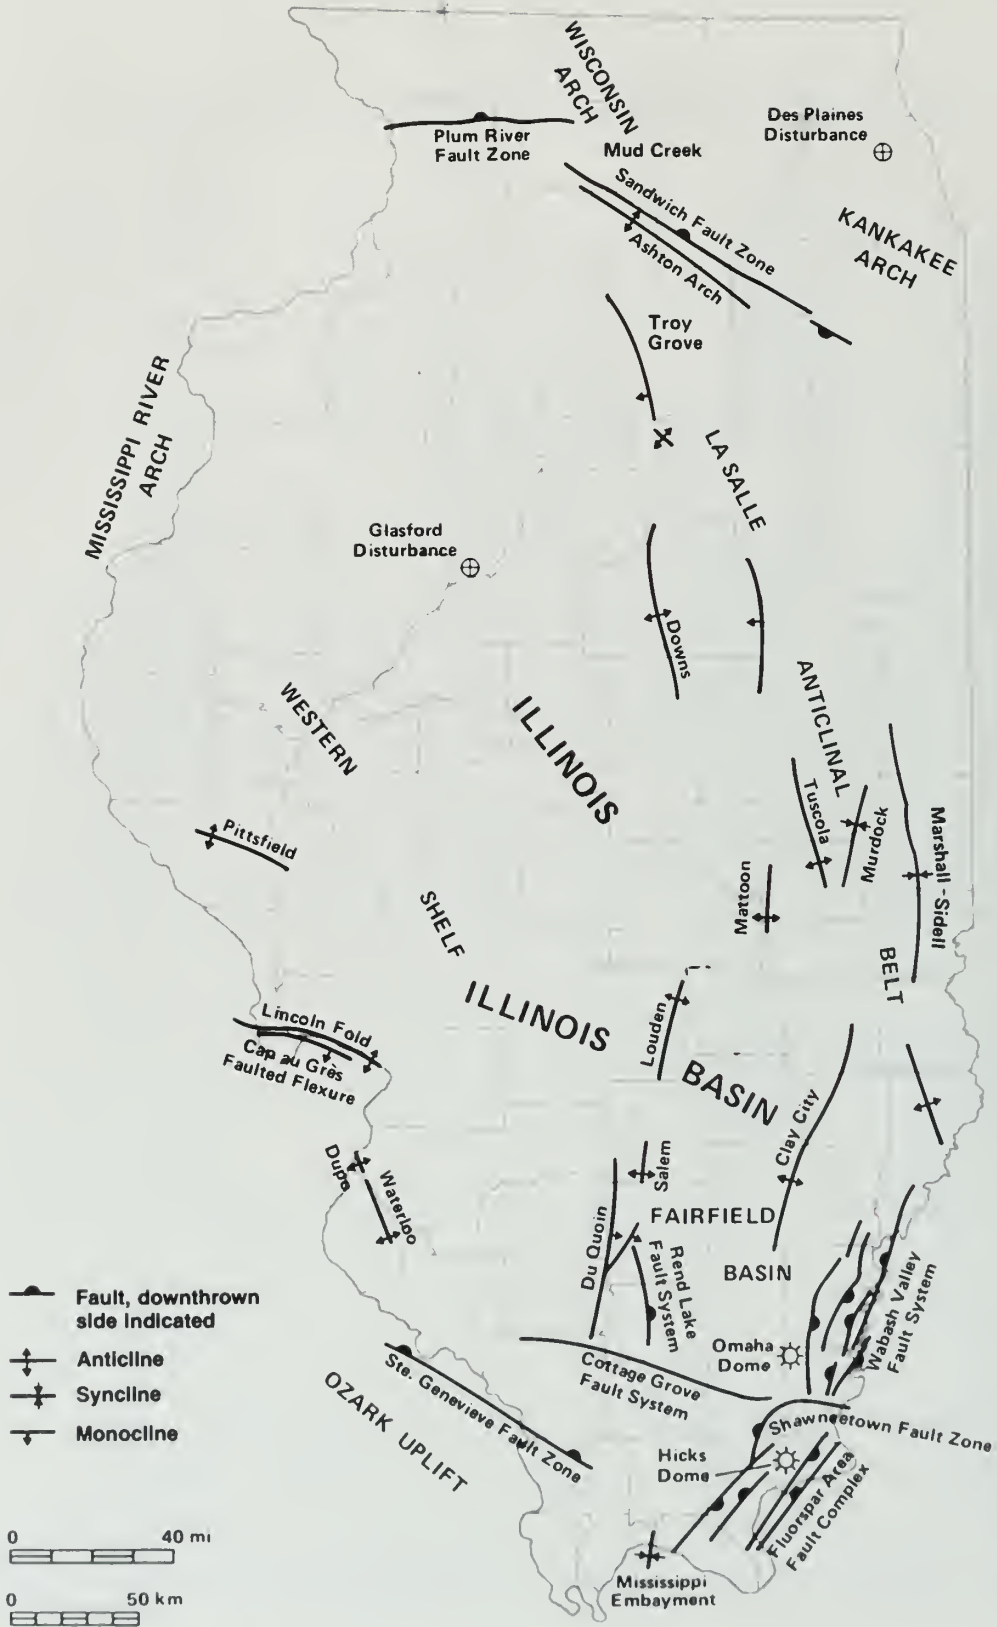 WISCONSIN
ARCH
Des Plaines
Disturbance
Plum River
Fault Zone
Mud Creek
Sandwich Fault Zone
Ashton Arch
KANKAKEE
ARCH
Troy
Grove
MISSISSIPPI RIVER
ARCH
LA SALLE
Glasford
Disturbance
Downs
WESTERN
ILLINOIS
ANTICLINAL
Tuscola
Murdock
Marshall - Sidell
Pittsfield
Mattoon
SHELF
BELT
ILLINOIS
Louden
BASIN
Lincoln Fold
Cap au Grès
Faulted Flexure
Clay City
Dupo
Waterloo
Salem
FAIRFIELD
BASIN
Du Quoin
Rend Lake
Fault System
Wabash Valley
Fault System
Omaha
Dome
Cottage Grove
Fault System
Ste. Genevieve Fault Zone
OZARK UPLIFT
Shawneetown Fault Zone
Hicks
Dome
Fluorspar Area
Fault Complex
Mississippi
Embayment
Fault, downthrown
side indicated
Anticline
Syncline
Monocline
0 40 mi
0 50 km